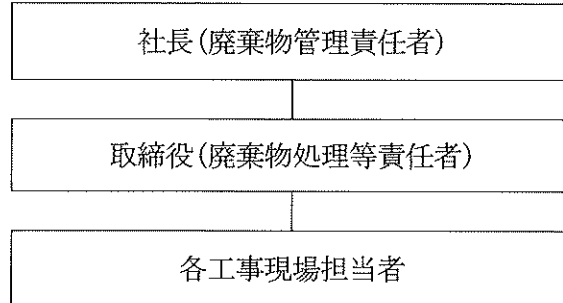 社長(廃棄物管理責任者)
取締役(廃棄物処理等責任者)
各工事現場担当者